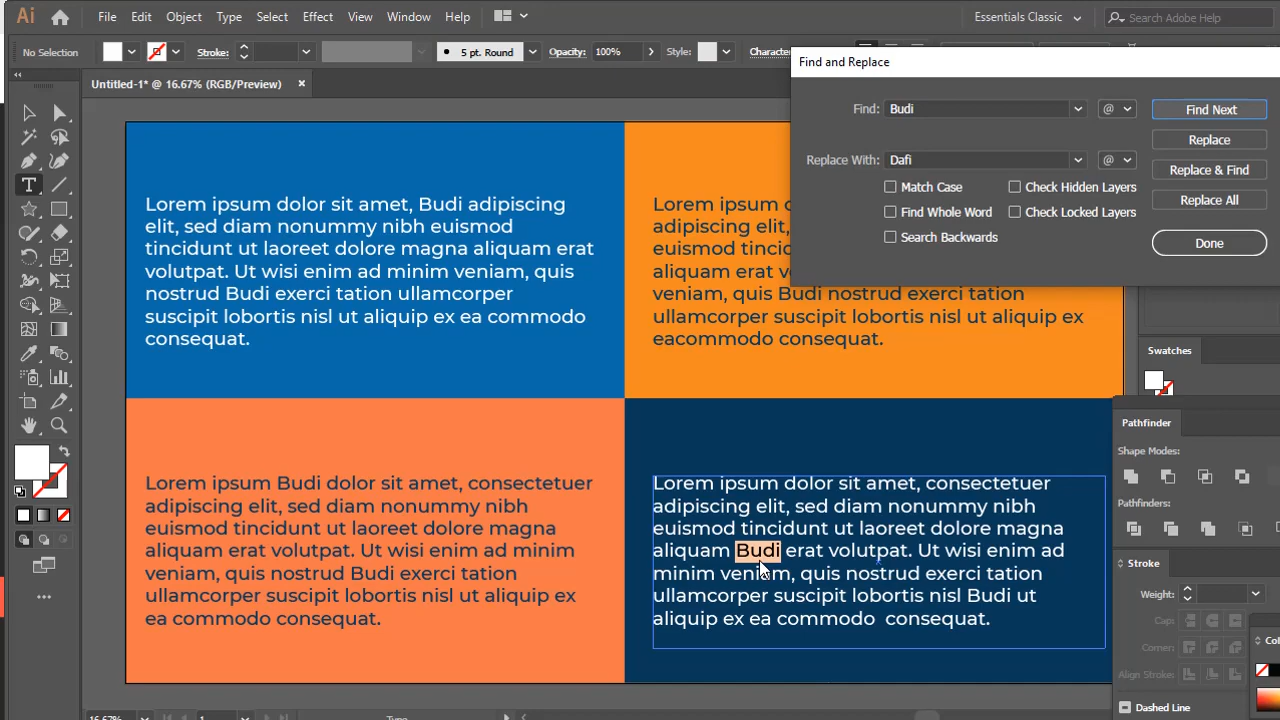 Ai File Edit Object Type Select Effect View Window Help Essentials Classic Search Adobe Help
No Selection Stroke: 5 pt. Round Opacity: 100% Style: Character
Untitled-1* @ 16.67% (RGB/Preview)
Find and Replace
Find: Budi @ Find Next
Replace
Replace With: Dafi @ Replace & Find
Match Case Check Hidden Layers
Replace All
Find Whole Word Check Locked Layers
Search Backwards
Done
Lorem ipsum dolor sit amet, Budi adipiscing
elit, sed diam nonummy nibh euismod
tincidunt ut laoreet dolore magna aliquam erat
volutpat. Ut wisi enim ad minim veniam, quis
nostrud Budi exerci tation ullamcorper
suscipit lobortis nisl ut aliquip ex ea commodo
consequat.
Lorem ipsum dolor
adipiscing elit,
euismod
aliquam erat
veniam, quis Budi nostrud exerci tation
ullamcorper suscipit lobortis nisl ut aliquip ex
eacommodo consequat.
Lorem ipsum Budi dolor sit amet, consectetuer
adipiscing elit, sed diam nonummy nibh
euismod tincidunt ut laoreet dolore magna
aliquam erat volutpat. Ut wisi enim ad minim
veniam, quis nostrud Budi exerci tation
ullamcorper suscipit lobortis nisl ut aliquip ex
ea commodo consequat.
Lorem ipsum dolor sit amet, consectetuer
adipiscing elit, sed diam nonummy nibh
euismod tincidunt ut laoreet dolore magna
aliquam Budi erat volutpat. Ut wisi enim ad
minim veniam, quis nostrud exerci tation
ullamcorper suscipit lobortis nisl Budi ut
aliquip ex ea commodo consequat.
Swatches
Pathfinder
Shape Modes:
Pathfinders:
Stroke
Weight:
Cap:
Corner:
Align Stroke:
Dashed Line
16.67% 1 Type